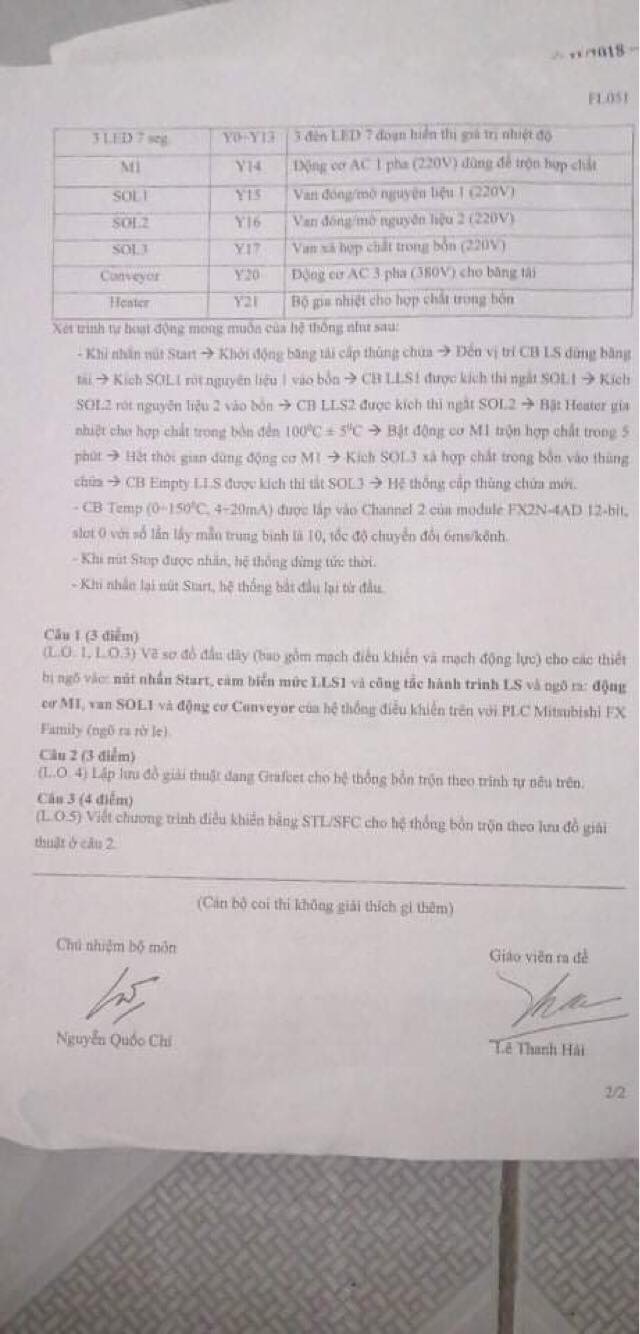 2018
FL051
3 LED 7 seg Y0~Y13 3 đèn LED 7 đoạn hiển thị giá trị nhiệt độ
M1 Y14 Động cơ AC 1 pha (220V) dùng để trộn hợp chất
SOL1 Y15 Van đóng/mở nguyên liệu 1 (220V)
SOL2 Y16 Van đóng/mở nguyên liệu 2 (220V)
SOL3 Y17 Van xả hợp chất trong bồn (220V)
Conveyor Y20 Động cơ AC 3 pha (380V) cho băng tải
Heater Y21 Bộ gia nhiệt cho hợp chất trong bồn
Xét trình tự hoạt động mong muốn của hệ thống như sau:
- Khi nhấn nút Start → Khởi động băng tải cấp thùng chứa → Đến vị trí CB LS dừng băng
tải → Kích SOL1 rót nguyên liệu 1 vào bồn → CB LLS1 được kích thì ngắt SOL1 → Kích
SOL2 rót nguyên liệu 2 vào bồn → CB LLS2 được kích thì ngắt SOL2 → Bật Heater gia
nhiệt cho hợp chất trong bồn đến 100⁰C ± 5⁰C → Bật động cơ M1 trộn hợp chất trong 5
phút → Hết thời gian dừng động cơ M1 → Kích SOL3 xả hợp chất trong bồn vào thùng
chứa → CB Empty LLS được kích thì tắt SOL3 → Hệ thống cấp thùng chứa mới.
- CB Temp (0~150⁰C, 4~20mA) được lắp vào Channel 2 của module FX2N-4AD 12-bit,
slot 0 với số lần lấy mẫu trung bình là 10, tốc độ chuyển đổi 6ms/kênh.
- Khi nút Stop được nhấn, hệ thống dừng tức thời.
- Khi nhấn lại nút Start, hệ thống bắt đầu lại từ đầu.
Câu 1 (3 điểm)
(L.O. 1, L.O.3) Vẽ sơ đồ đấu dây (bao gồm mạch điều khiển và mạch động lực) cho các thiết
bị ngõ vào: nút nhấn Start, cảm biến mức LLS1 và công tắc hành trình LS và ngõ ra: động
cơ M1, van SOL1 và động cơ Conveyor của hệ thống điều khiển trên với PLC Mitsubishi FX
Family (ngõ ra rờ le).
Câu 2 (3 điểm)
(L.O. 4) Lập lưu đồ giải thuật dạng Grafcet cho hệ thống bồn trộn theo trình tự nêu trên.
Câu 3 (4 điểm)
(L.O.5) Viết chương trình điều khiển bằng STL/SFC cho hệ thống bồn trộn theo lưu đồ giải
thuật ở câu 2.
(Cán bộ coi thi không giải thích gì thêm)
Chủ nhiệm bộ môn
Giáo viên ra đề
Nguyễn Quốc Chí
Lê Thanh Hải
2/2